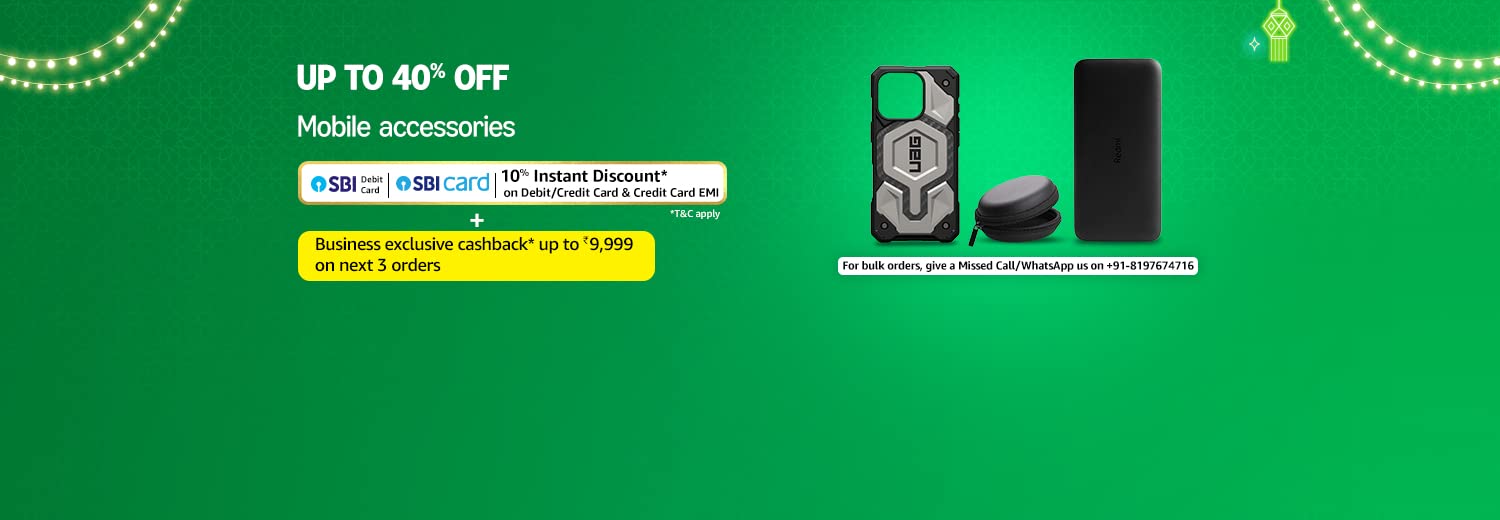 UP TO 40% OFF
Mobile accessories
SBI Debit Card | SBI card | 10% Instant Discount*
on Debit/Credit Card & Credit Card EMI
*T&C apply
+
Business exclusive cashback* up to ₹9,999
on next 3 orders
UAG
Redmi
For bulk orders, give a Missed Call/WhatsApp us on +91-8197674716